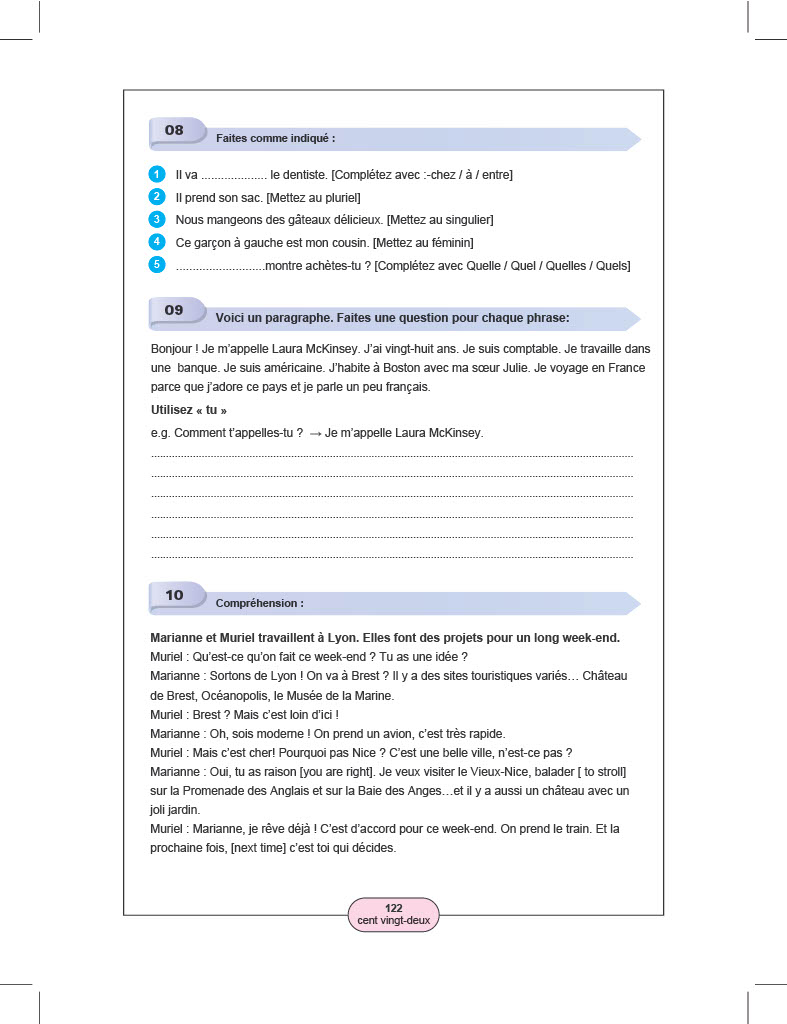 08
Faites comme indiqué :
1 Il va .................... le dentiste. [Complétez avec :-chez / à / entre]
2 Il prend son sac. [Mettez au pluriel]
3 Nous mangeons des gâteaux délicieux. [Mettez au singulier]
4 Ce garçon à gauche est mon cousin. [Mettez au féminin]
5 ...........................montre achètes-tu ? [Complétez avec Quelle / Quel / Quelles / Quels]
09
Voici un paragraphe. Faites une question pour chaque phrase:
Bonjour ! Je m'appelle Laura McKinsey. J'ai vingt-huit ans. Je suis comptable. Je travaille dans
une banque. Je suis américaine. J'habite à Boston avec ma sœur Julie. Je voyage en France
parce que j'adore ce pays et je parle un peu français.
Utilisez « tu »
e.g. Comment t'appelles-tu ? → Je m'appelle Laura McKinsey.
10
Compréhension :
Marianne et Muriel travaillent à Lyon. Elles font des projets pour un long week-end.
Muriel : Qu'est-ce qu'on fait ce week-end ? Tu as une idée ?
Marianne : Sortons de Lyon ! On va à Brest ? Il y a des sites touristiques variés… Château
de Brest, Océanopolis, le Musée de la Marine.
Muriel : Brest ? Mais c'est loin d'ici !
Marianne : Oh, sois moderne ! On prend un avion, c'est très rapide.
Muriel : Mais c'est cher! Pourquoi pas Nice ? C'est une belle ville, n'est-ce pas ?
Marianne : Oui, tu as raison [you are right]. Je veux visiter le Vieux-Nice, balader [ to stroll]
sur la Promenade des Anglais et sur la Baie des Anges…et il y a aussi un château avec un
joli jardin.
Muriel : Marianne, je rêve déjà ! C'est d'accord pour ce week-end. On prend le train. Et la
prochaine fois, [next time] c'est toi qui décides.
122
cent vingt-deux